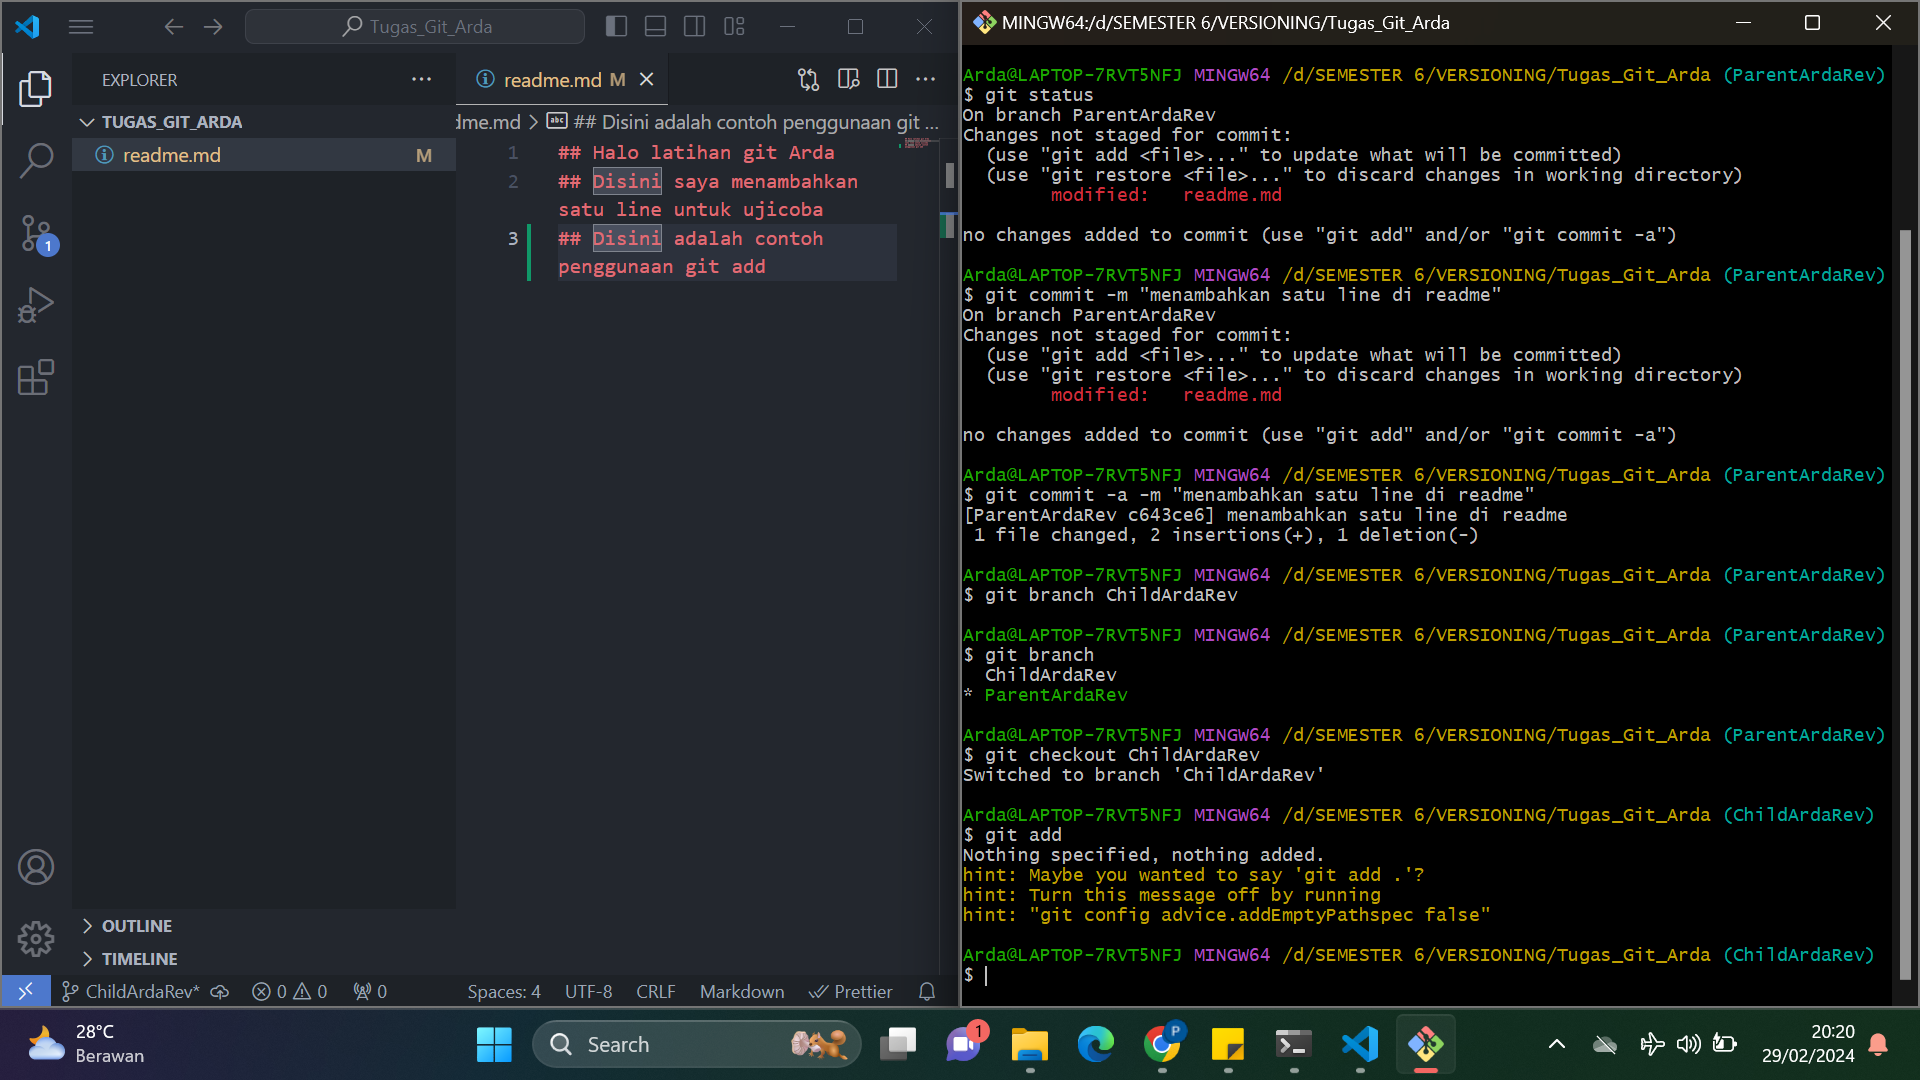 Tugas_Git_Arda
EXPLORER
TUGAS_GIT_ARDA
readme.md M
OUTLINE
TIMELINE
1
readme.md M
dme.md > ## Disini adalah contoh penggunaan git ...
1 ## Halo latihan git Arda
2 ## Disini saya menambahkan
satu line untuk ujicoba
3 ## Disini adalah contoh
penggunaan git add
ChildArdaRev* 0 0 0 Spaces: 4 UTF-8 CRLF Markdown Prettier
MINGW64:/d/SEMESTER 6/VERSIONING/Tugas_Git_Arda
Arda@LAPTOP-7RVT5NFJ MINGW64 /d/SEMESTER 6/VERSIONING/Tugas_Git_Arda (ParentArdaRev)
$ git status
On branch ParentArdaRev
Changes not staged for commit:
(use "git add <file>..." to update what will be committed)
(use "git restore <file>..." to discard changes in working directory)
modified: readme.md
no changes added to commit (use "git add" and/or "git commit -a")
Arda@LAPTOP-7RVT5NFJ MINGW64 /d/SEMESTER 6/VERSIONING/Tugas_Git_Arda (ParentArdaRev)
$ git commit -m "menambahkan satu line di readme"
On branch ParentArdaRev
Changes not staged for commit:
(use "git add <file>..." to update what will be committed)
(use "git restore <file>..." to discard changes in working directory)
modified: readme.md
no changes added to commit (use "git add" and/or "git commit -a")
Arda@LAPTOP-7RVT5NFJ MINGW64 /d/SEMESTER 6/VERSIONING/Tugas_Git_Arda (ParentArdaRev)
$ git commit -a -m "menambahkan satu line di readme"
[ParentArdaRev c643ce6] menambahkan satu line di readme
1 file changed, 2 insertions(+), 1 deletion(-)
Arda@LAPTOP-7RVT5NFJ MINGW64 /d/SEMESTER 6/VERSIONING/Tugas_Git_Arda (ParentArdaRev)
$ git branch ChildArdaRev
Arda@LAPTOP-7RVT5NFJ MINGW64 /d/SEMESTER 6/VERSIONING/Tugas_Git_Arda (ParentArdaRev)
$ git branch
ChildArdaRev
* ParentArdaRev
Arda@LAPTOP-7RVT5NFJ MINGW64 /d/SEMESTER 6/VERSIONING/Tugas_Git_Arda (ParentArdaRev)
$ git checkout ChildArdaRev
Switched to branch 'ChildArdaRev'
Arda@LAPTOP-7RVT5NFJ MINGW64 /d/SEMESTER 6/VERSIONING/Tugas_Git_Arda (ChildArdaRev)
$ git add
Nothing specified, nothing added.
hint: Maybe you wanted to say 'git add .'?
hint: Turn this message off by running
hint: "git config advice.addEmptyPathspec false"
Arda@LAPTOP-7RVT5NFJ MINGW64 /d/SEMESTER 6/VERSIONING/Tugas_Git_Arda (ChildArdaRev)
$
28°C
Berawan
Search
1
P
20:20
29/02/2024